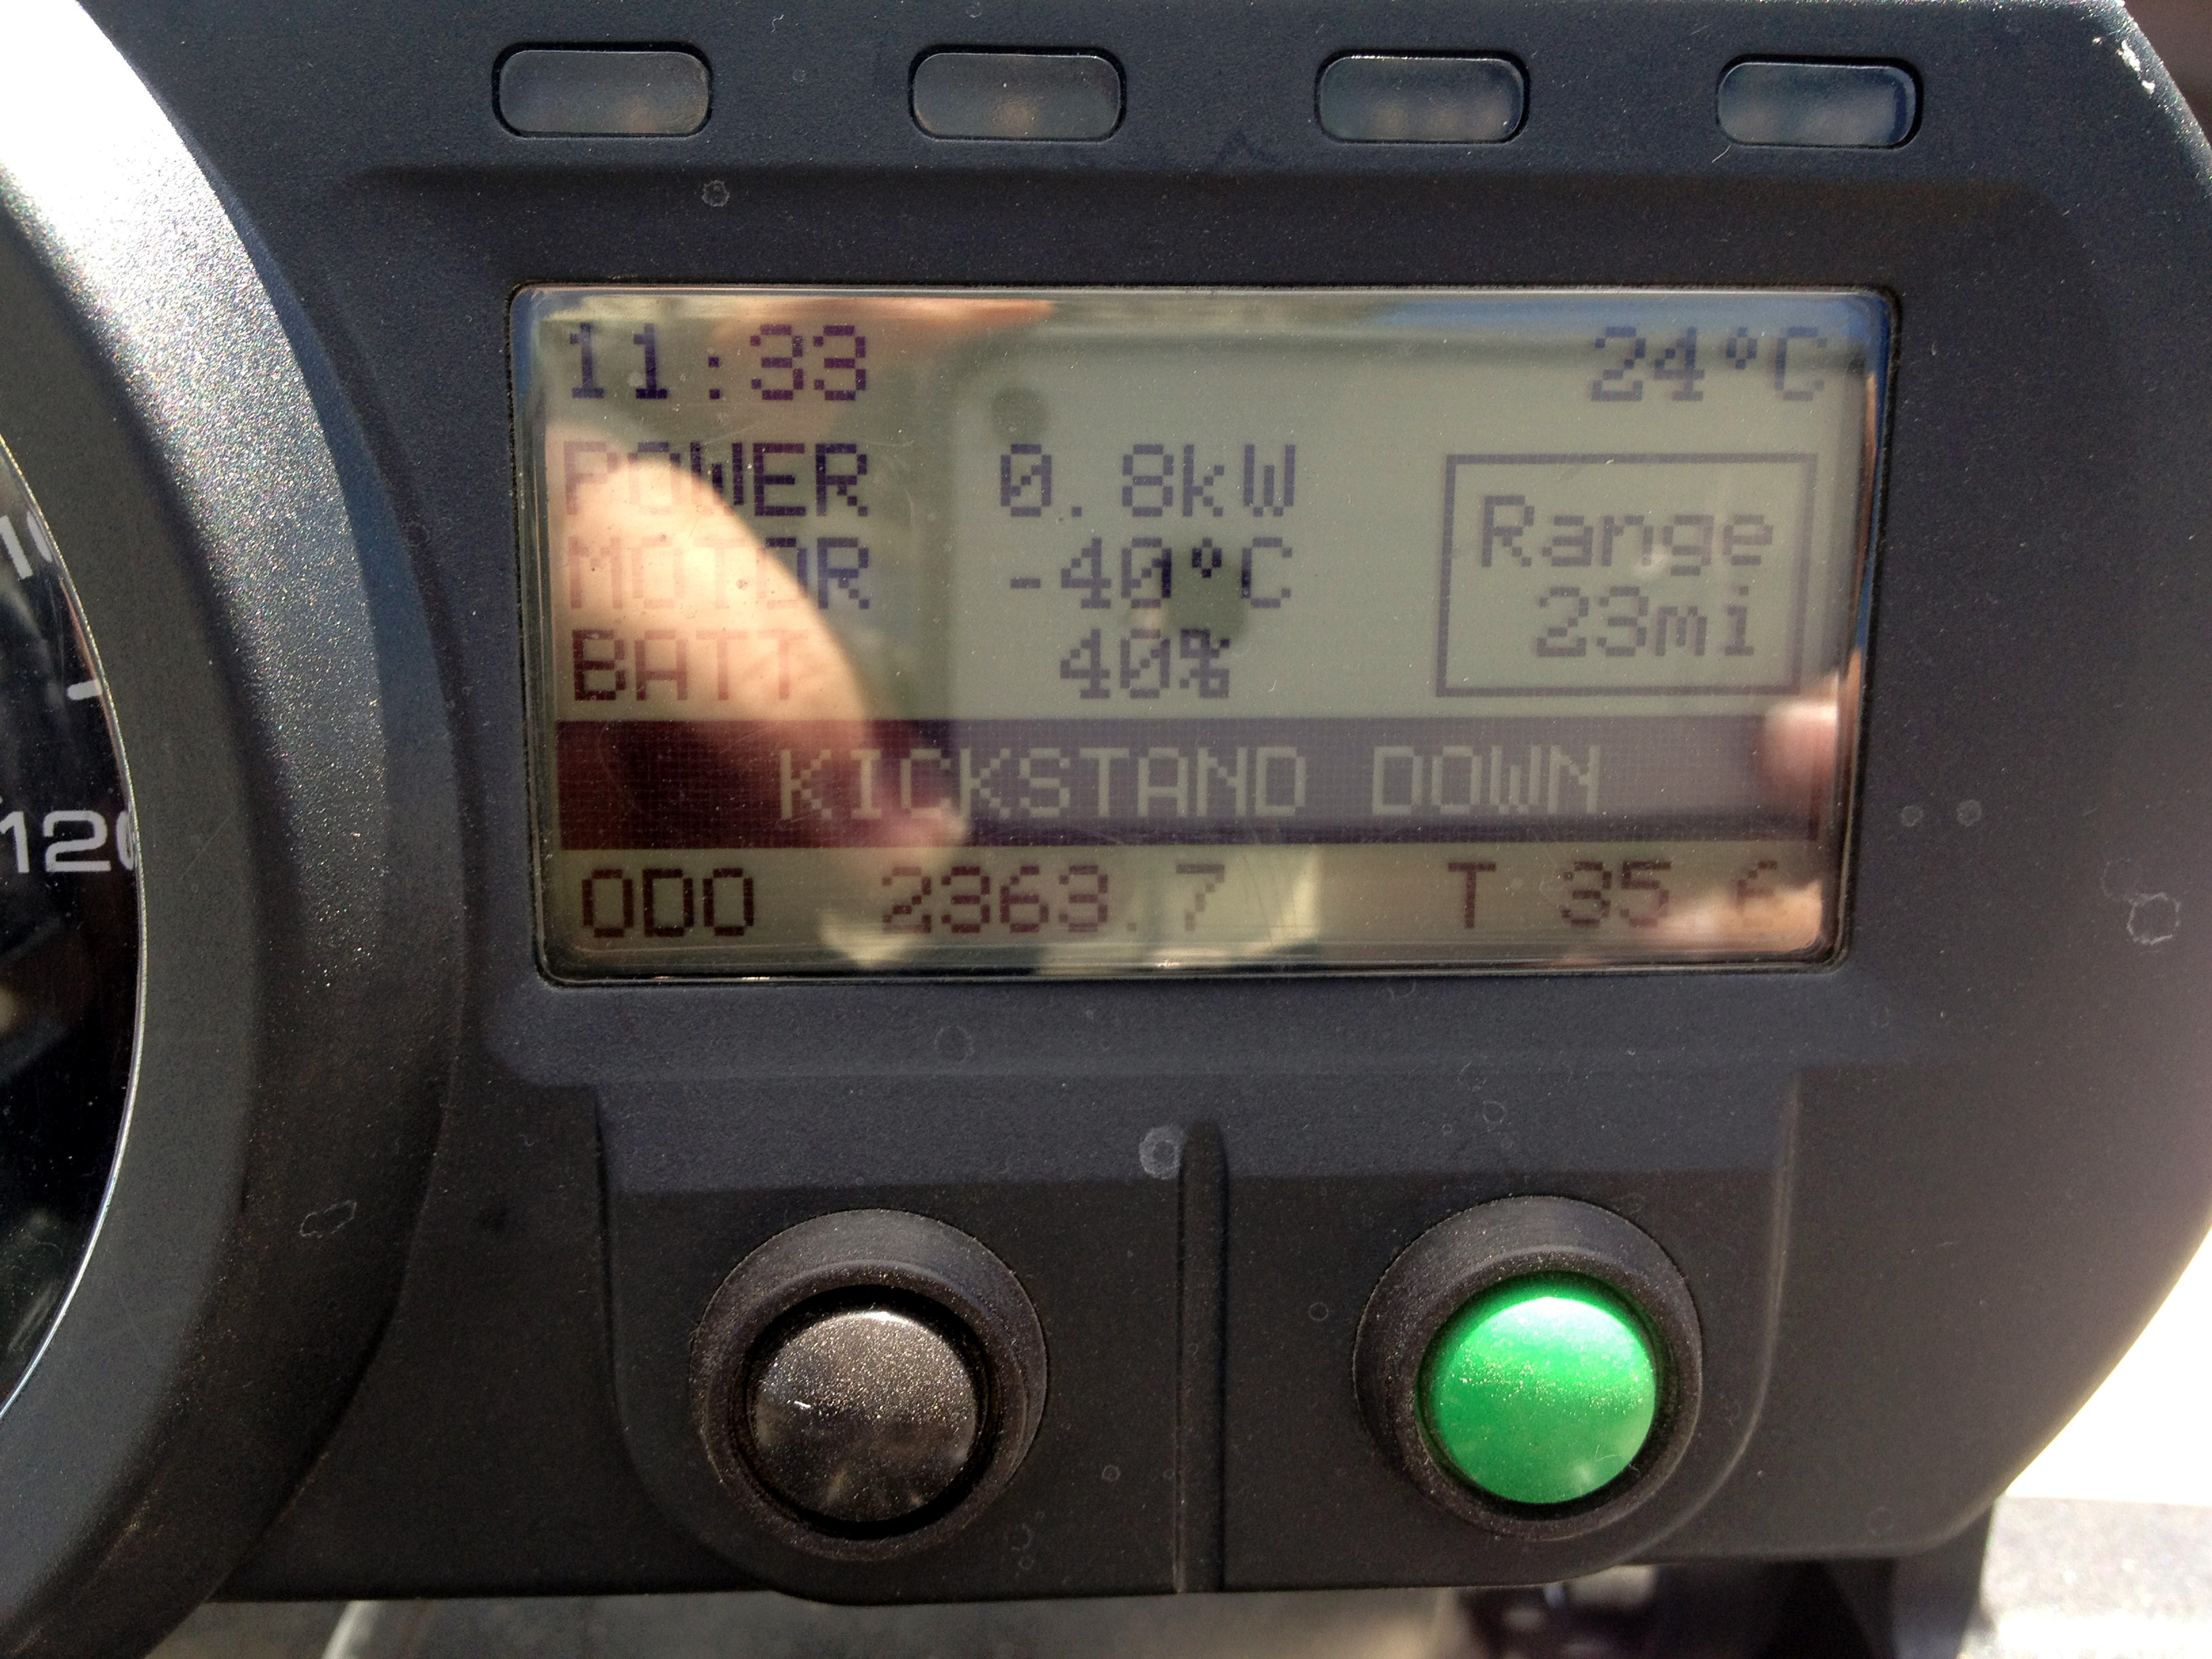 11:33 24°C
POWER 0.8kW
MOTOR -40°C
BATT 40%
Range
23mi
KICKSTAND DOWN
ODO 2363.7 T 35.6
120